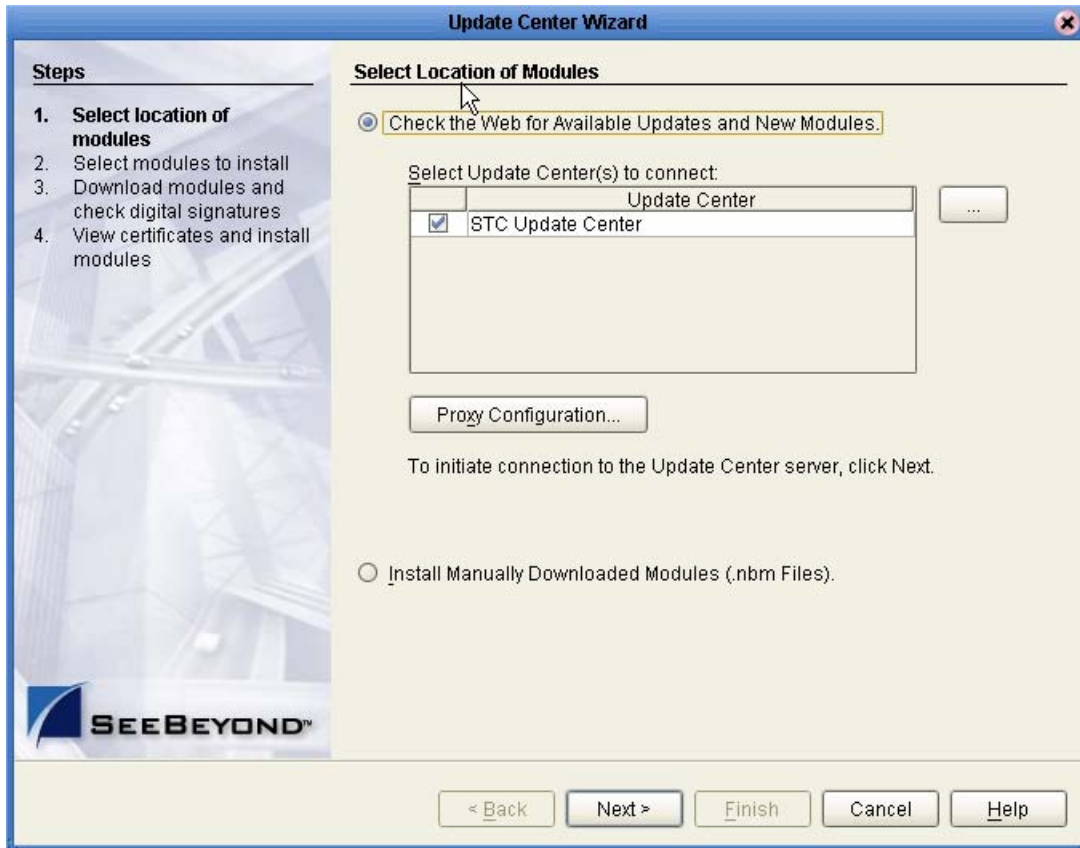 Update Center Wizard
Steps
1. Select location of
modules
2. Select modules to install
3. Download modules and
check digital signatures
4. View certificates and install
modules
SEEBEYOND™
Select Location of Modules
Check the Web for Available Updates and New Modules.
Select Update Center(s) to connect:
Update Center
STC Update Center
...
Proxy Configuration...
To initiate connection to the Update Center server, click Next.
Install Manually Downloaded Modules (.nbm Files).
< Back
Next >
Finish
Cancel
Help